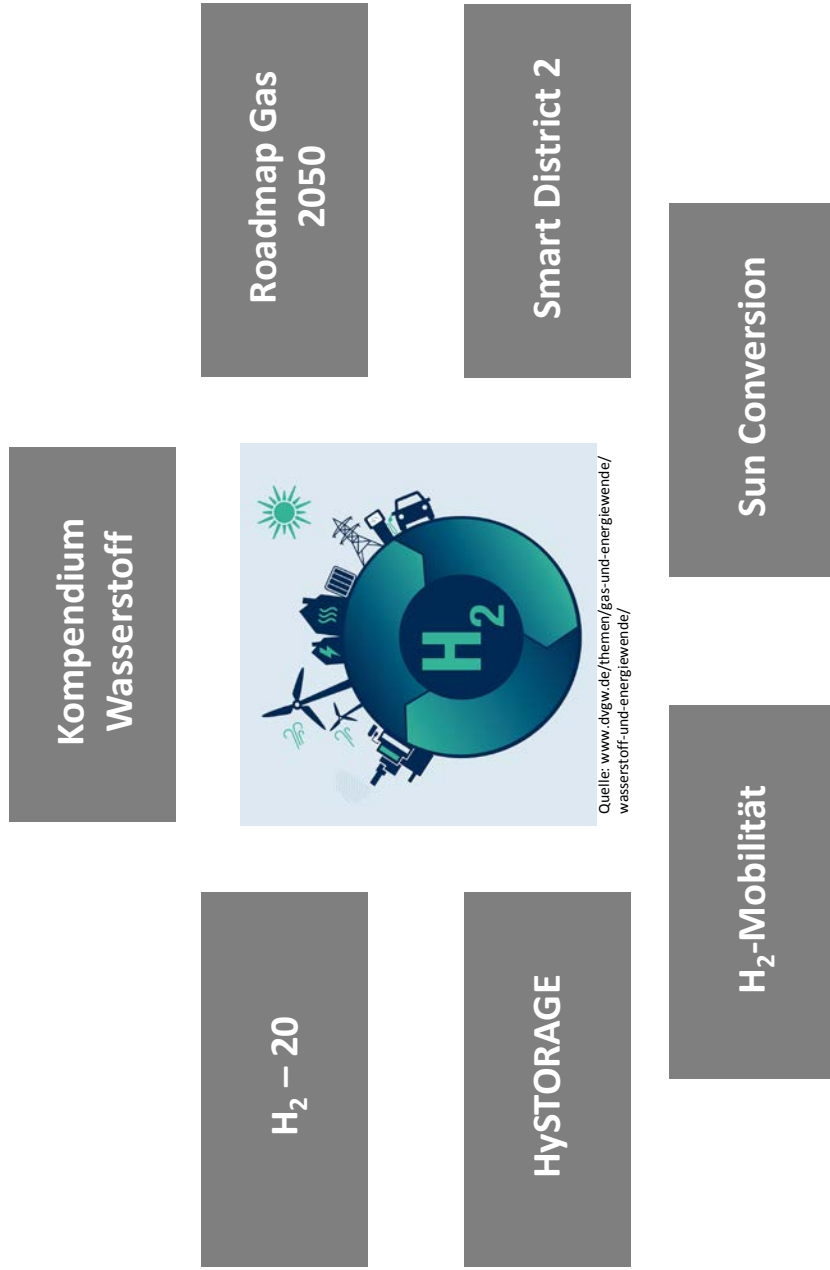 Kompendium
Wasserstoff
H₂ – 20
Roadmap Gas
2050
H₂
Quelle: www.dvgw.de/themen/gas-und-energiewende/
wasserstoff-und-energiewende/
HySTORAGE
Smart District 2
H₂-Mobilität
Sun Conversion